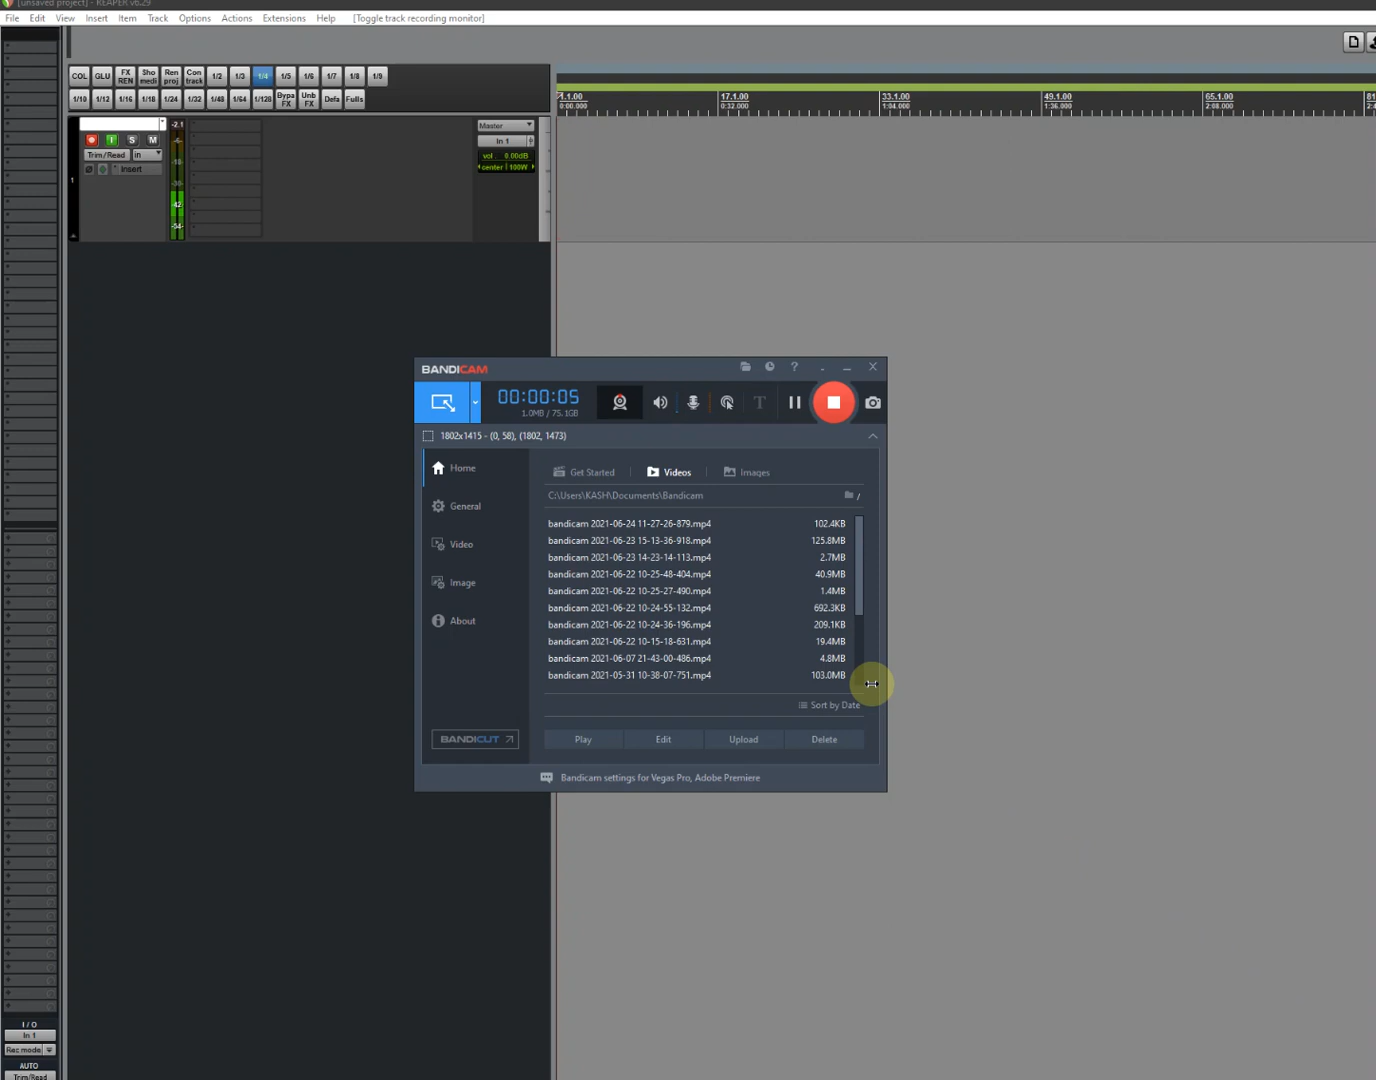 [unsaved project] - REAPER v6.29
File Edit View Insert Item Track Options Actions Extensions Help [Toggle track recording monitor]
COL GLU FX REN Sho medi Ren proj Con track 1/2 1/3 1/4 1/5 1/6 1/7 1/8 1/9
1/10 1/12 1/16 1/18 1/24 1/32 1/48 1/64 1/128 Bypa FX Unb FX Defa Fulls
1.1.00 17.1.00 33.1.00 49.1.00 65.1.00 81
0:00.000 0:32.000 1:04.000 1:36.000 2:08.000
-2.1 Master
S M -6- In 1
Trim/Read in -18- vol . 0.00dB
Insert center 100W
1 -30-
-42-
-54-
BANDICAM
00:00:05
1.0MB / 75.1GB
1802x1415 - (0, 58), (1802, 1473)
Home
General
Video
Image
About
BANDICUT
Get Started Videos Images
C:\Users\KASH\Documents\Bandicam
bandicam 2021-06-24 11-27-26-879.mp4 102.4KB
bandicam 2021-06-23 15-13-36-918.mp4 125.8MB
bandicam 2021-06-23 14-23-14-113.mp4 2.7MB
bandicam 2021-06-22 10-25-48-404.mp4 40.9MB
bandicam 2021-06-22 10-25-27-490.mp4 1.4MB
bandicam 2021-06-22 10-24-55-132.mp4 692.3KB
bandicam 2021-06-22 10-24-36-196.mp4 209.1KB
bandicam 2021-06-22 10-15-18-631.mp4 19.4MB
bandicam 2021-06-07 21-43-00-486.mp4 4.8MB
bandicam 2021-05-31 10-38-07-751.mp4 103.0MB
Sort by Date
Play Edit Upload Delete
Bandicam settings for Vegas Pro, Adobe Premiere
I / O
In 1
Rec mode
AUTO
Trim/Read